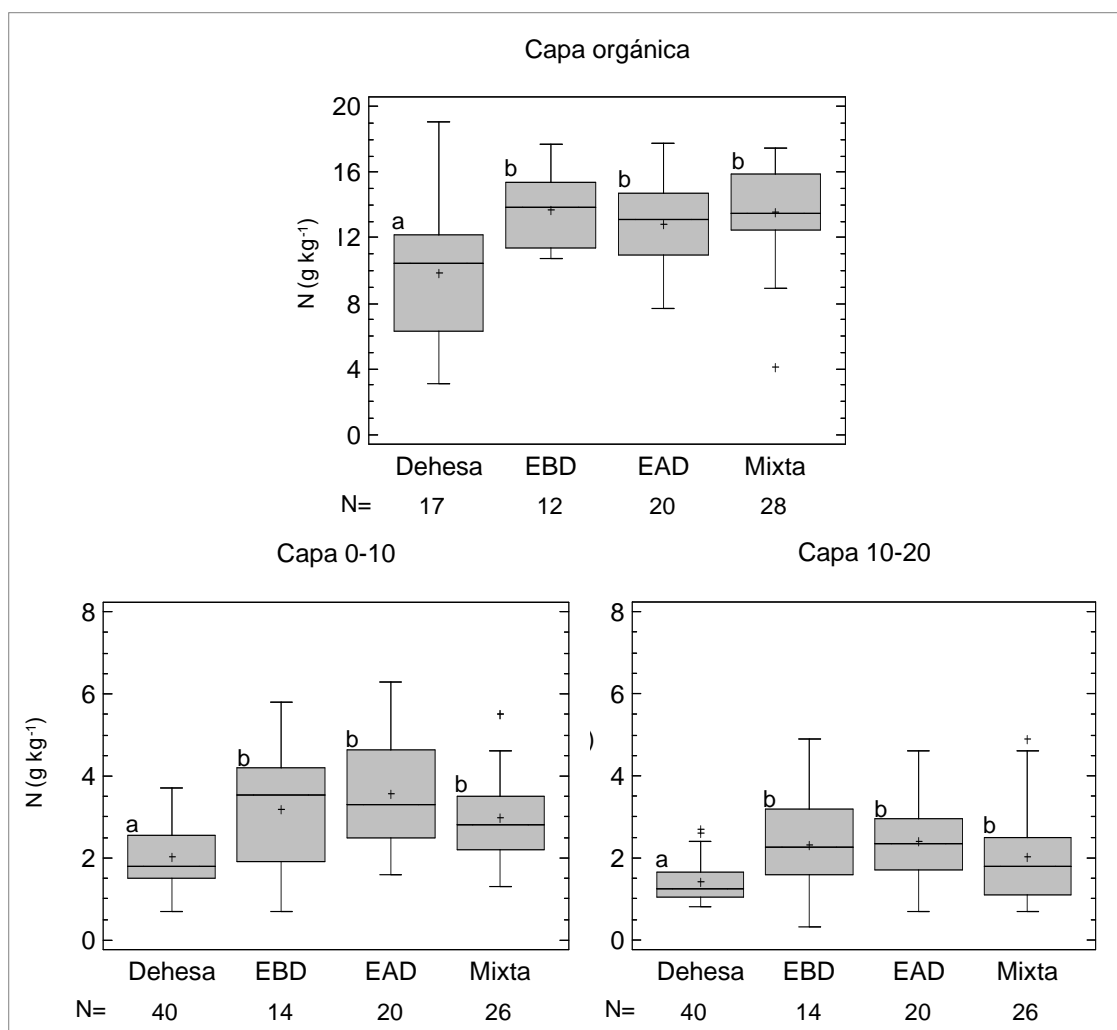 Capa orgánica
N (g kg-1)
20
16
12
8
4
0
a
b
b
b
Dehesa EBD EAD Mixta
N= 17 12 20 28
Capa 0-10
N (g kg-1)
8
6
4
2
0
a
b
b
b
Dehesa EBD EAD Mixta
N= 40 14 20 26
Capa 10-20
)
8
6
4
2
0
a
b
b
b
Dehesa EBD EAD Mixta
N= 40 14 20 26